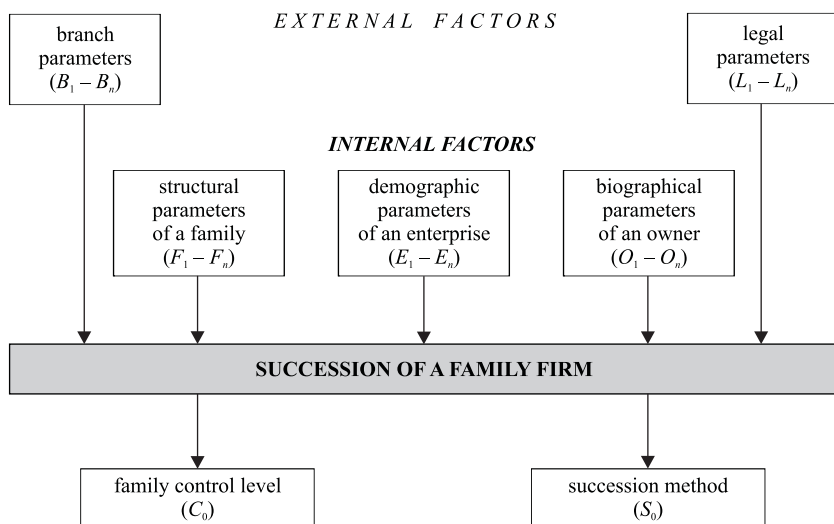 EXTERNAL FACTORS
branch
parameters
(B₁ – Bₙ)
legal
parameters
(L₁ – Lₙ)
INTERNAL FACTORS
structural
parameters
of a family
(F₁ – Fₙ)
demographic
parameters
of an enterprise
(E₁ – Eₙ)
biographical
parameters
of an owner
(O₁ – Oₙ)
SUCCESSION OF A FAMILY FIRM
family control level
(C₀)
succession method
(S₀)